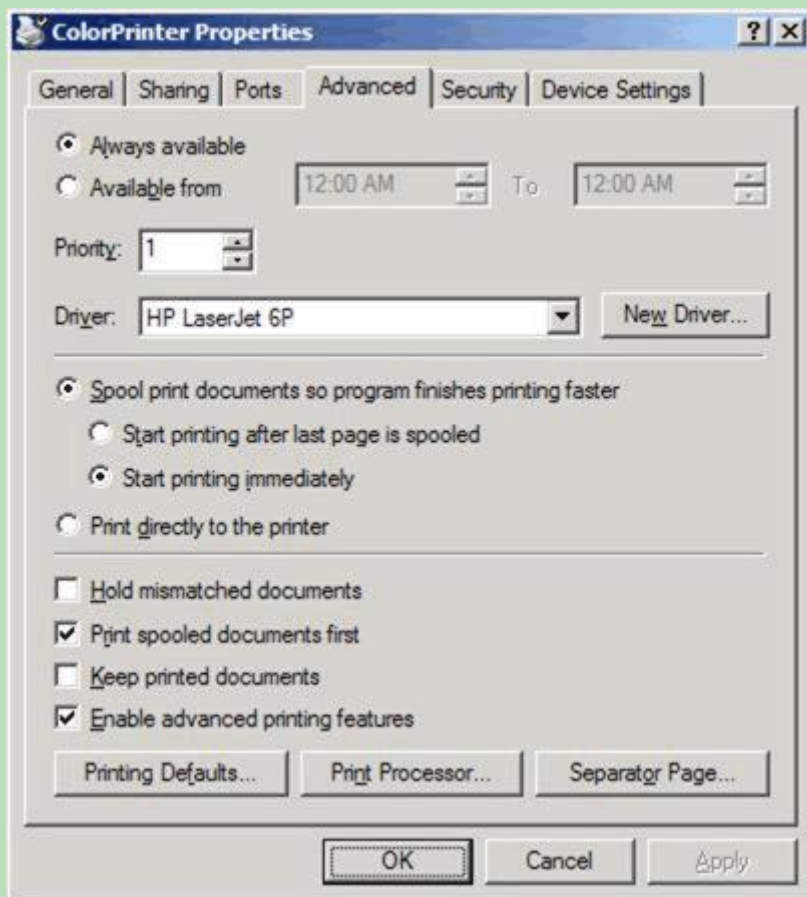 ColorPrinter Properties
General Sharing Ports Advanced Security Device Settings
Always available
Available from 12:00 AM To 12:00 AM
Priority: 1
Driver: HP LaserJet 6P New Driver...
Spool print documents so program finishes printing faster
Start printing after last page is spooled
Start printing immediately
Print directly to the printer
Hold mismatched documents
Print spooled documents first
Keep printed documents
Enable advanced printing features
Printing Defaults... Print Processor... Separator Page...
OK Cancel Apply